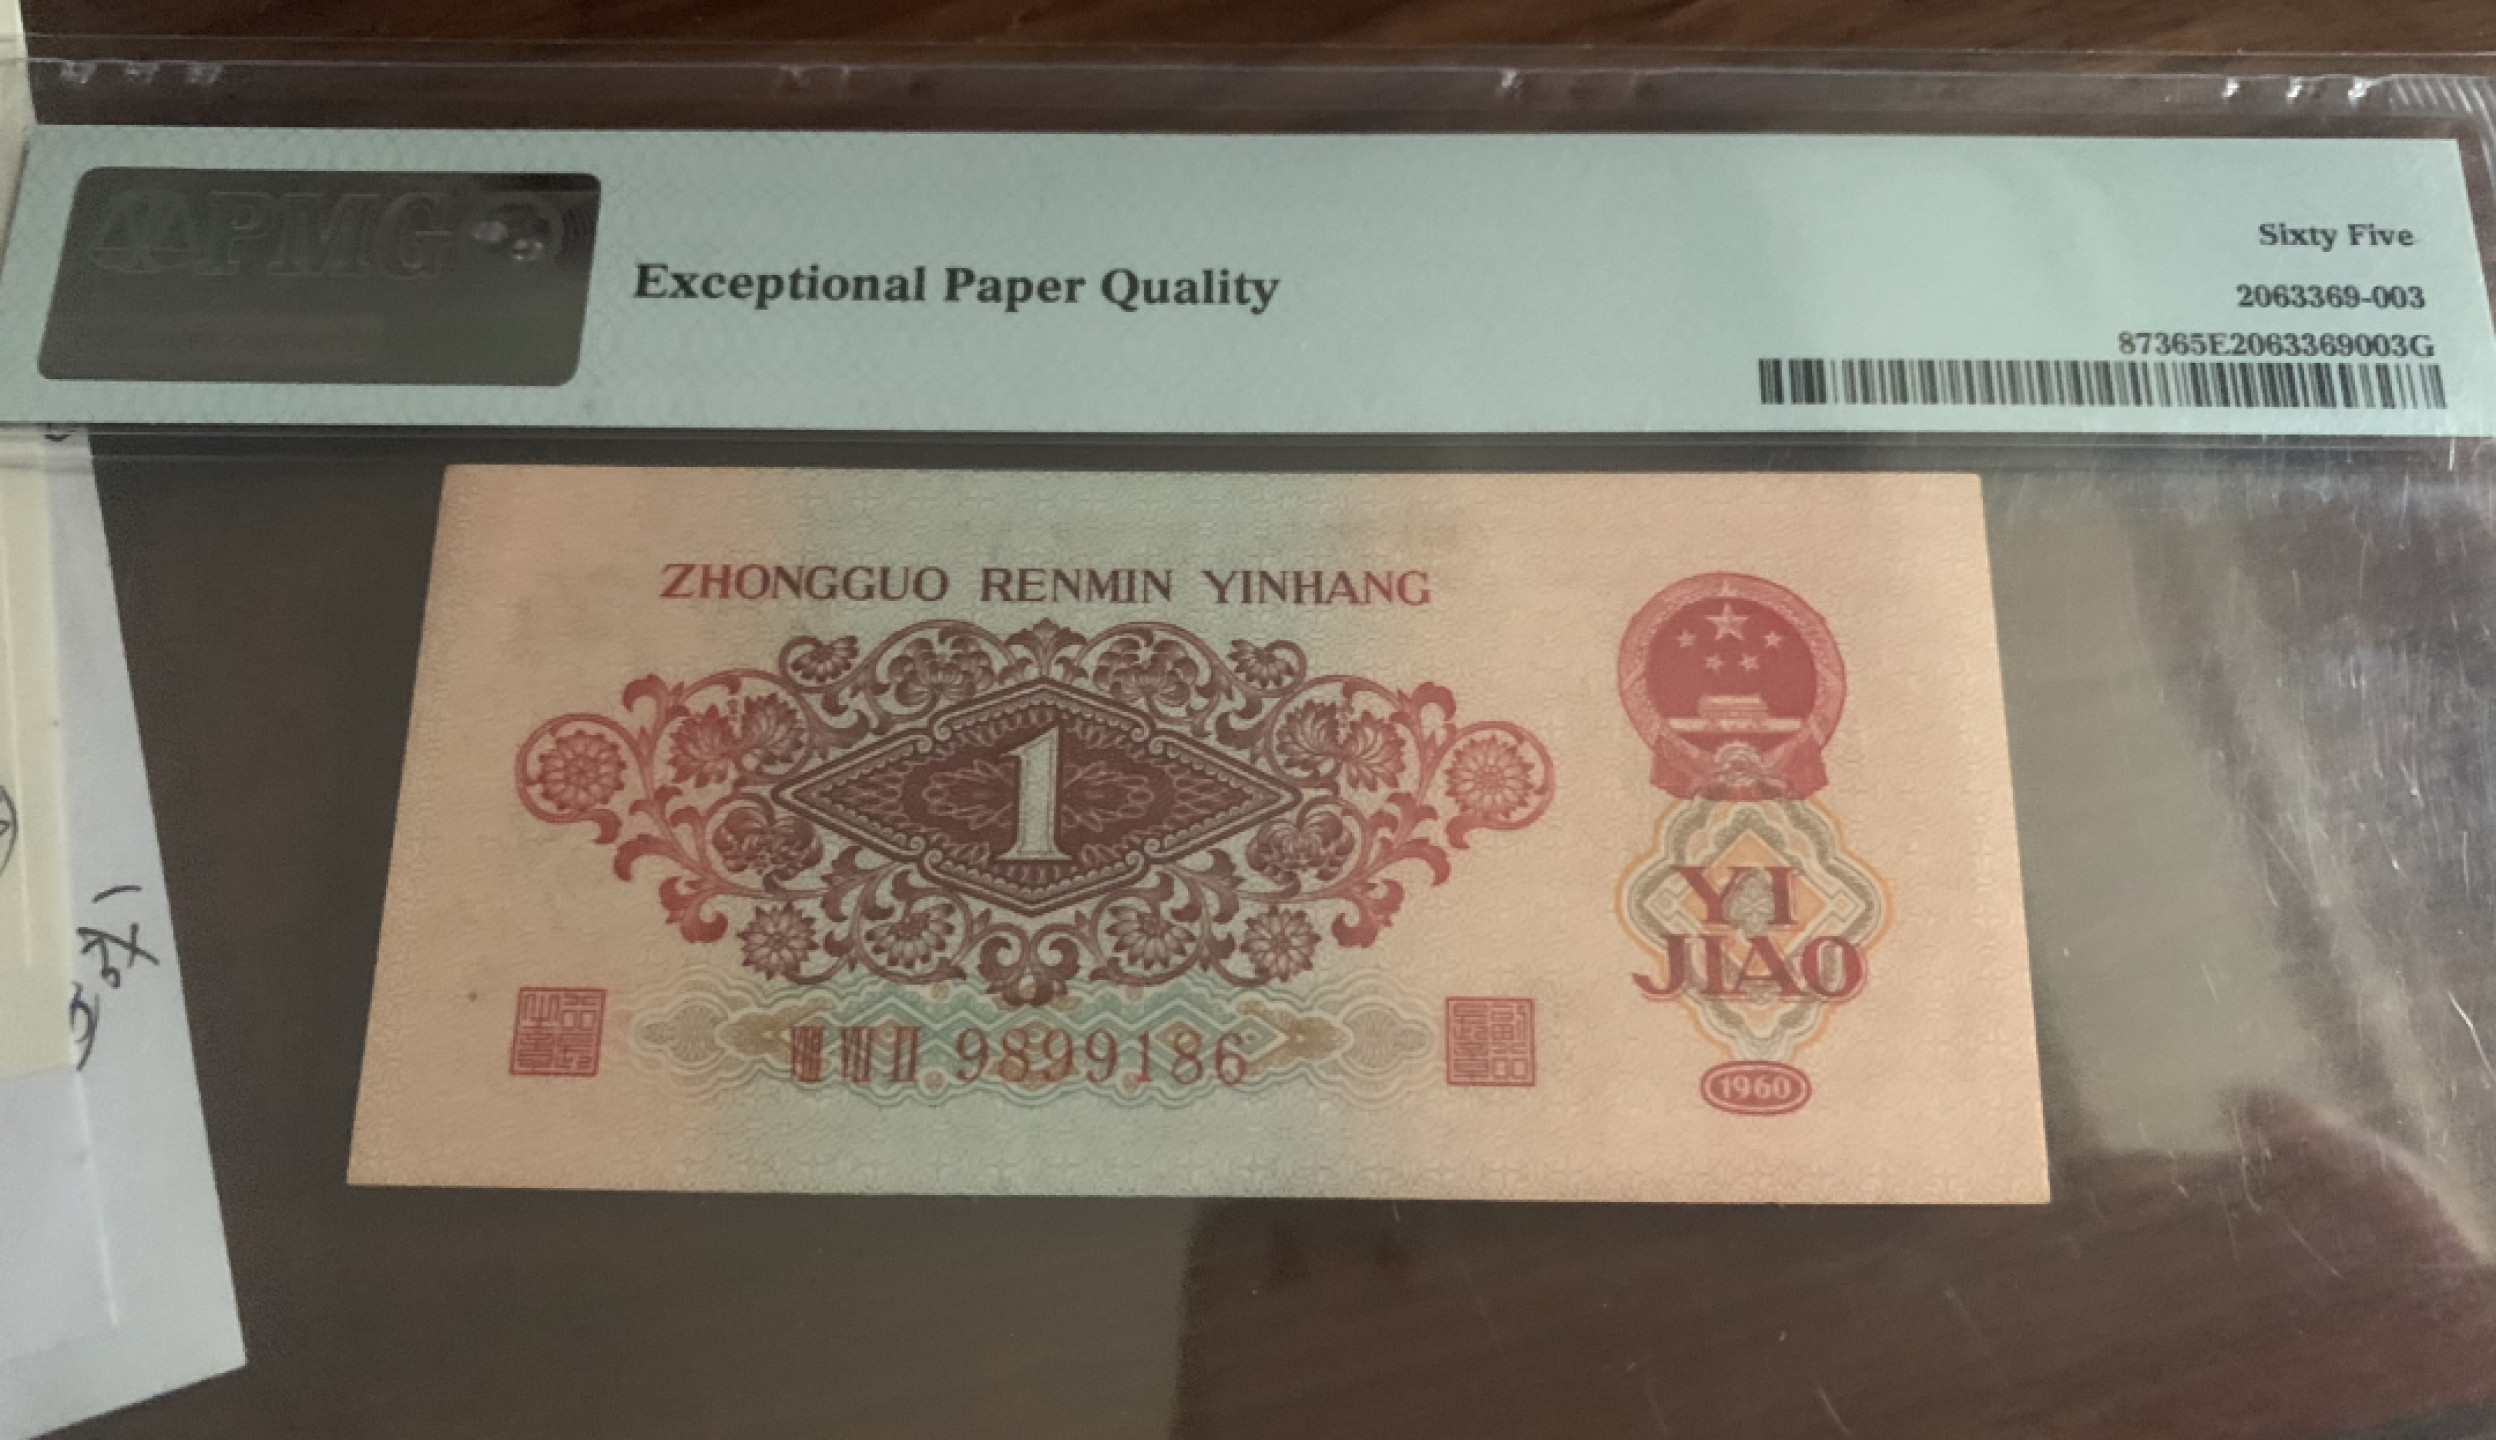 PMG
Exceptional Paper Quality
Sixty Five
2063369-003
87365E2063369003G
ZHONGGUO RENMIN YINHANG
1
YI
JIAO
9899186
1960